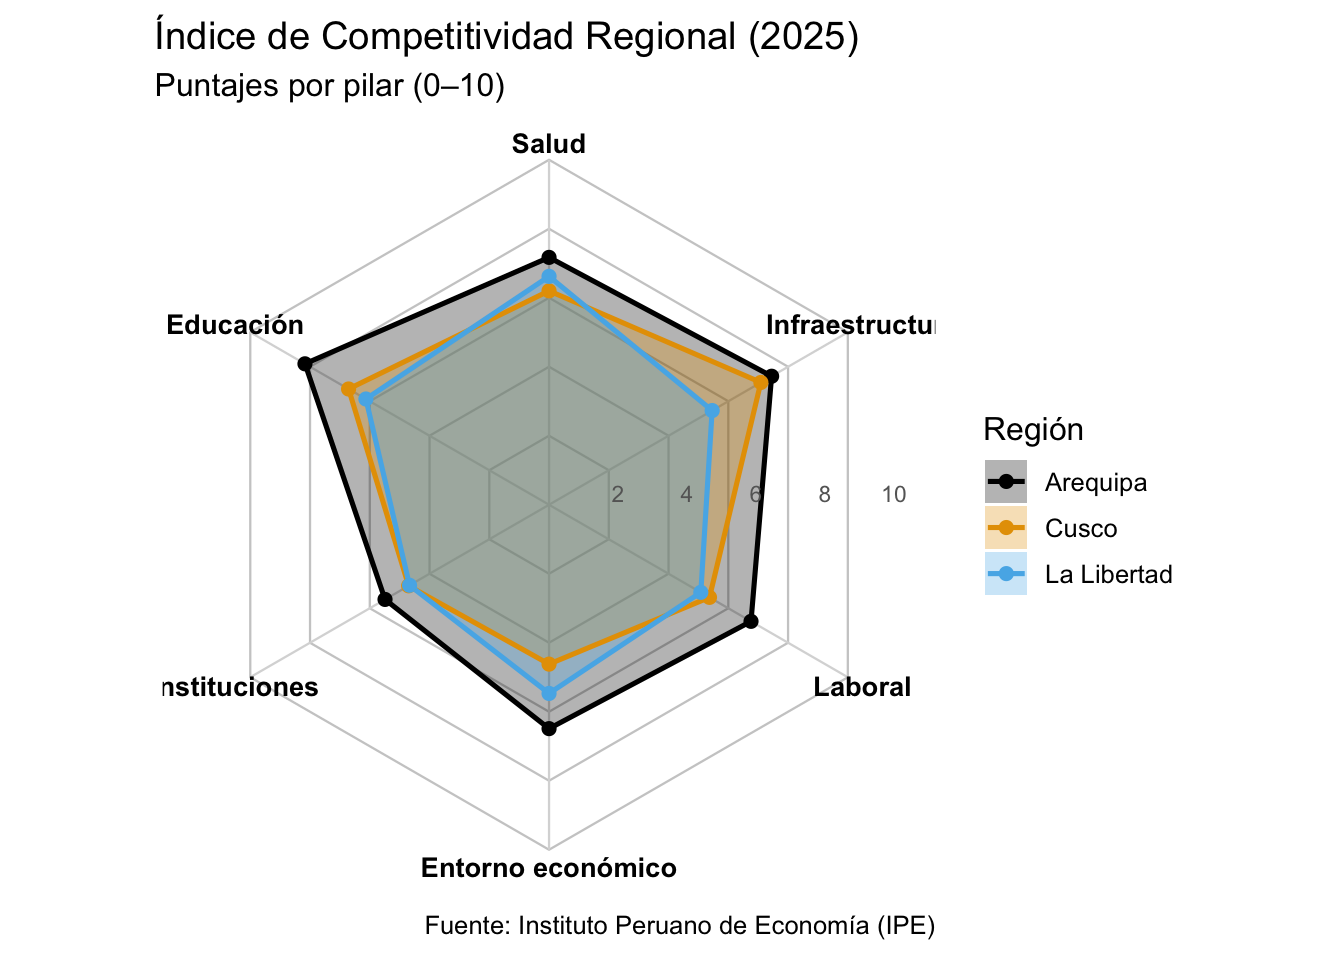 Índice de Competitividad Regional (2025)
Puntajes por pilar (0–10)
Salud
Educación
Infraestructu
2 4 6 8 10
nstituciones
Laboral
Entorno económico
Región
Arequipa
Cusco
La Libertad
Fuente: Instituto Peruano de Economía (IPE)